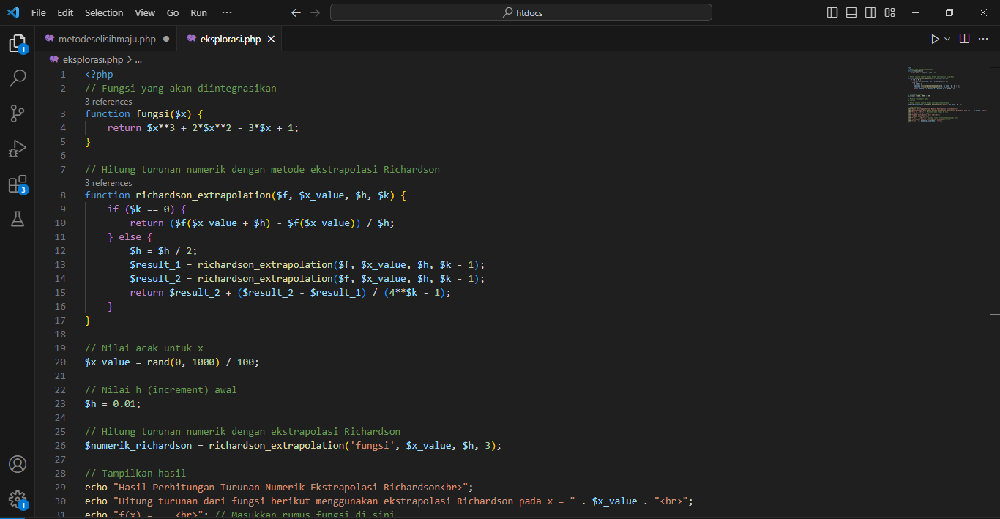 File Edit Selection View Go Run ··· htdocs
metodeselisihmaju.php eksplorasi.php
eksplorasi.php > ...
1 <?php
2 // Fungsi yang akan diintegrasikan
3 references
3 function fungsi($x) {
4 return $x**3 + 2*$x**2 - 3*$x + 1;
5 }
6
7 // Hitung turunan numerik dengan metode ekstrapolasi Richardson
3 references
8 function richardson_extrapolation($f, $x_value, $h, $k) {
9 if ($k == 0) {
10 return ($f($x_value + $h) - $f($x_value)) / $h;
11 } else {
12 $h = $h / 2;
13 $result_1 = richardson_extrapolation($f, $x_value, $h, $k - 1);
14 $result_2 = richardson_extrapolation($f, $x_value, $h, $k - 1);
15 return $result_2 + ($result_2 - $result_1) / (4**$k - 1);
16 }
17 }
18
19 // Nilai acak untuk x
20 $x_value = rand(0, 1000) / 100;
21
22 // Nilai h (increment) awal
23 $h = 0.01;
24
25 // Hitung turunan numerik dengan ekstrapolasi Richardson
26 $numerik_richardson = richardson_extrapolation('fungsi', $x_value, $h, 3);
27
28 // Tampilkan hasil
29 echo "Hasil Perhitungan Turunan Numerik Ekstrapolasi Richardson<br>";
30 echo "Hitung turunan dari fungsi berikut menggunakan ekstrapolasi Richardson pada x = " . $x_value . "<br>";
31 echo "f(x) = ...<br>"; // Masukkan rumus fungsi di sini
1
3
1